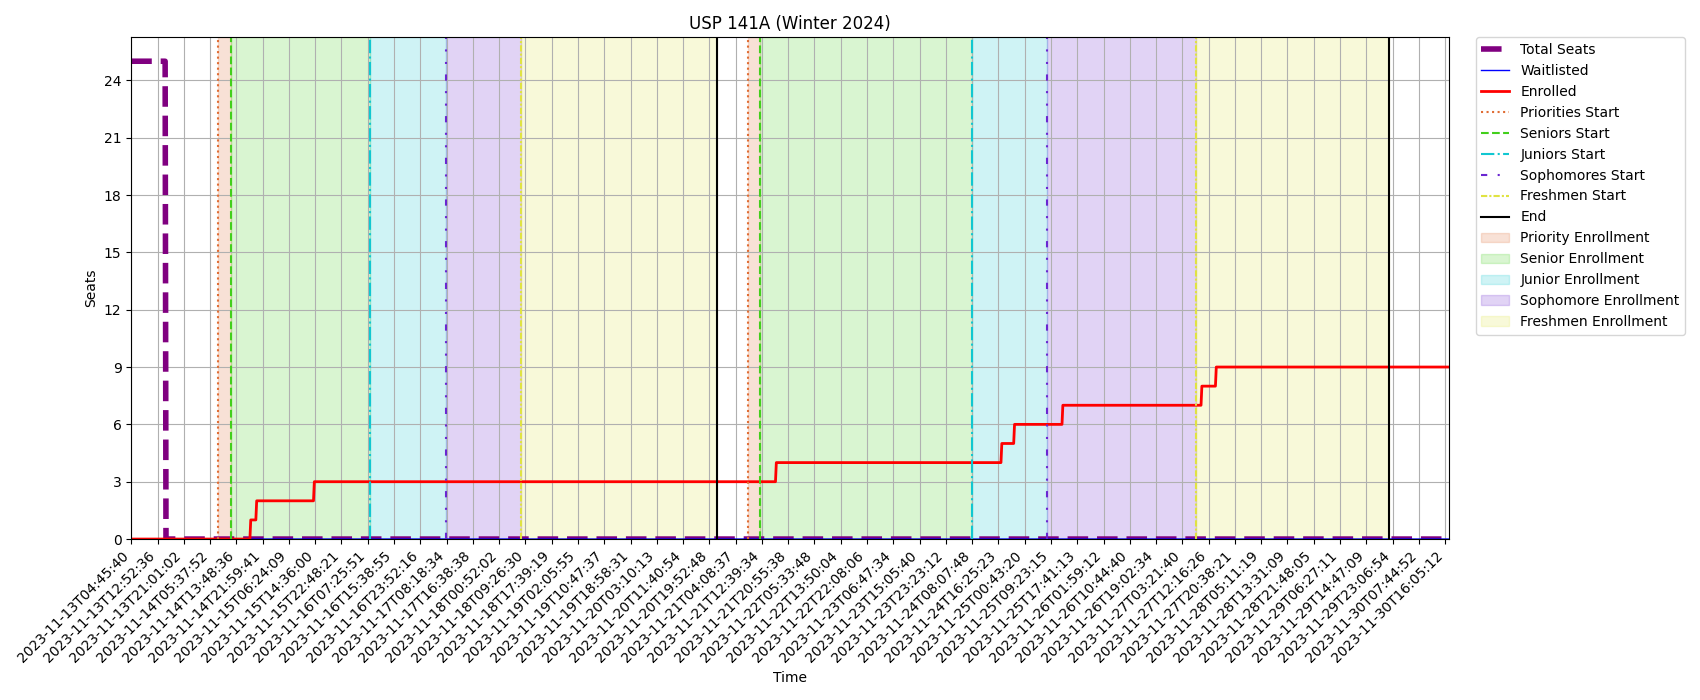 USP 141A (Winter 2024)
Seats
24
21
18
15
12
9
6
3
0
2023-11-13T04:45:40
2023-11-13T12:52:36
2023-11-13T21:01:02
2023-11-14T05:37:52
2023-11-14T13:48:36
2023-11-14T21:59:41
2023-11-15T06:24:09
2023-11-15T14:36:00
2023-11-15T22:48:21
2023-11-16T07:25:51
2023-11-16T15:38:55
2023-11-16T23:52:16
2023-11-17T08:18:34
2023-11-17T16:38:38
2023-11-18T00:52:02
2023-11-18T09:26:30
2023-11-18T17:39:19
2023-11-19T02:05:55
2023-11-19T10:47:37
2023-11-19T18:58:31
2023-11-20T03:10:13
2023-11-20T11:40:54
2023-11-20T19:52:48
2023-11-21T04:08:37
2023-11-21T12:39:34
2023-11-21T20:55:38
2023-11-22T05:33:48
2023-11-22T13:50:04
2023-11-22T22:08:06
2023-11-23T06:47:34
2023-11-23T15:05:40
2023-11-23T23:23:12
2023-11-24T08:07:48
2023-11-24T16:25:23
2023-11-25T00:43:20
2023-11-25T09:23:15
2023-11-25T17:41:13
2023-11-26T01:59:12
2023-11-26T10:44:40
2023-11-26T19:02:34
2023-11-27T03:21:40
2023-11-27T12:16:26
2023-11-27T20:38:21
2023-11-28T05:11:19
2023-11-28T13:31:09
2023-11-28T21:48:05
2023-11-29T06:27:11
2023-11-29T14:47:09
2023-11-29T23:06:54
2023-11-30T07:44:52
2023-11-30T16:05:12
Time
Total Seats
Waitlisted
Enrolled
Priorities Start
Seniors Start
Juniors Start
Sophomores Start
Freshmen Start
End
Priority Enrollment
Senior Enrollment
Junior Enrollment
Sophomore Enrollment
Freshmen Enrollment